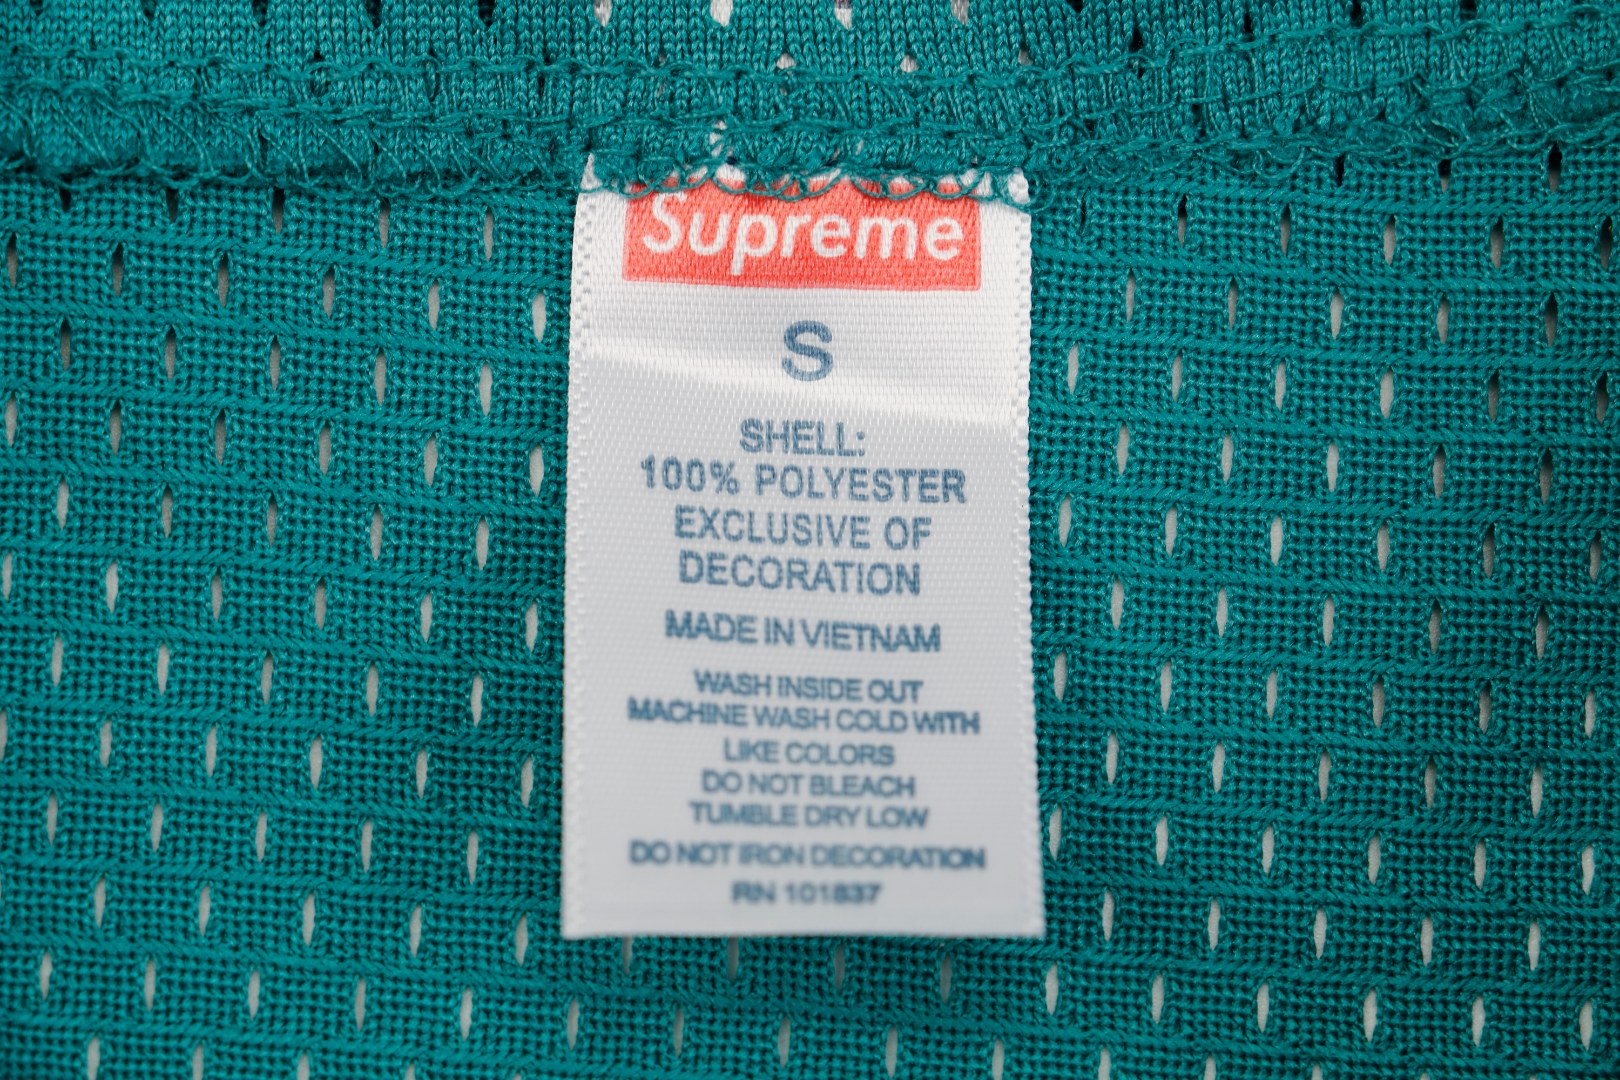 Supreme
S
SHELL:
100% POLYESTER
EXCLUSIVE OF
DECORATION
MADE IN VIETNAM
WASH INSIDE OUT
MACHINE WASH COLD WITH
LIKE COLORS
DO NOT BLEACH
TUMBLE DRY LOW
DO NOT IRON DECORATION
RN 101837